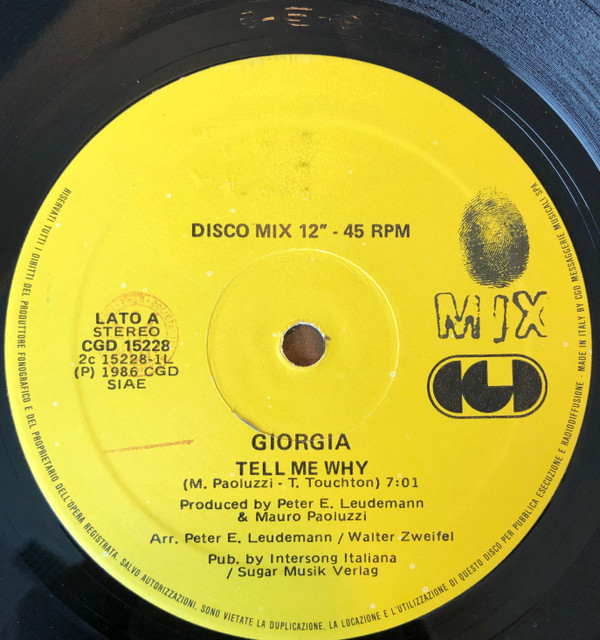 DISCO MIX 12" - 45 RPM
MIX
CGD
LATO A
STEREO
CGD 15228
2c 15228-1L
(P) 1986 CGD
SIAE
GIORGIA
TELL ME WHY
(M. Paoluzzi - T. Touchton) 7:01
Produced by Peter E. Leudemann
& Mauro Paoluzzi
Arr. Peter E. Leudemann / Walter Zweifel
Pub. by Intersong Italiana
/ Sugar Musik Verlag
RISERVATI TUTTI I DIRITTI DEL PRODUTTORE FONOGRAFICO E DEL PROPRIETARIO DELL'OPERA REGISTRATA. SALVO AUTORIZZAZIONI, SONO VIETATE LA DUPLICAZIONE, LA LOCAZIONE E L'UTILIZZAZIONE DI QUESTO DISCO PER PUBBLICA ESECUZIONE E RADIODIFFUSIONE - MADE IN ITALY BY CGD MESSAGGERIE MUSICALI SPA